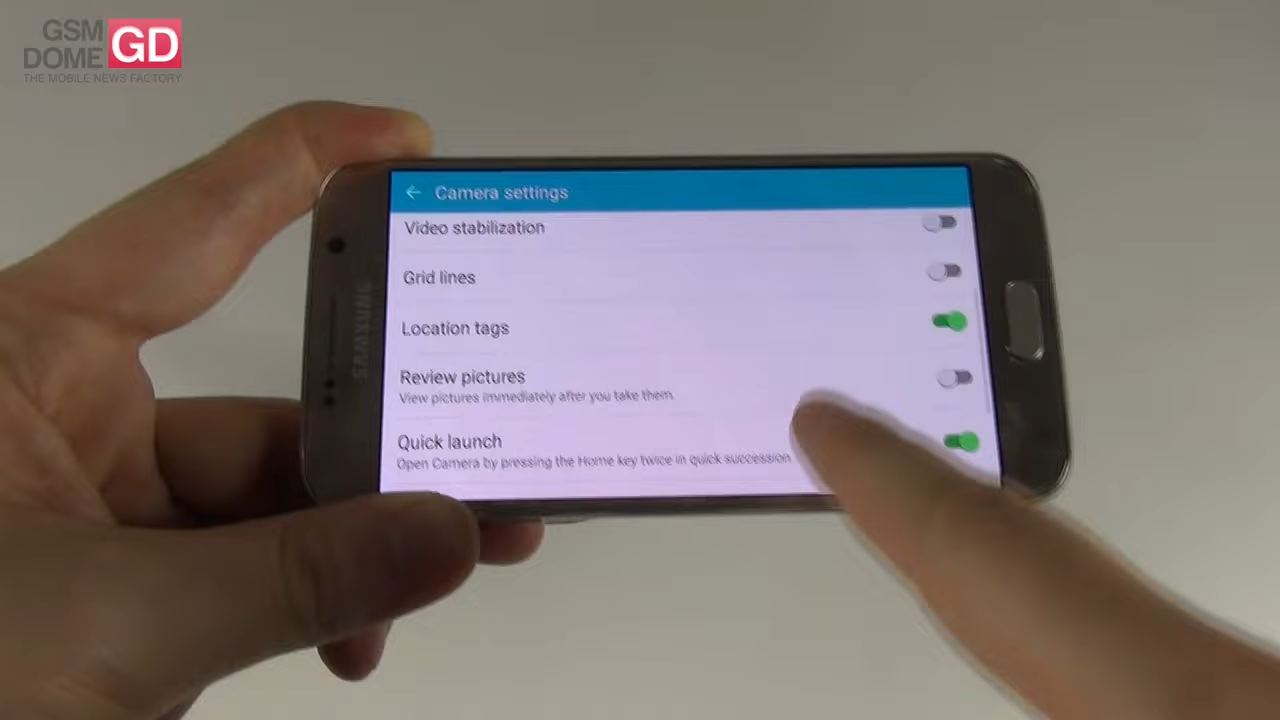 GSM
DOME
GD
THE MOBILE NEWS FACTORY
Camera settings
Video stabilization
Grid lines
Location tags
Review pictures
View pictures immediately after you take them.
Quick launch
Open Camera by pressing the Home key twice in quick succession
SAMSUNG